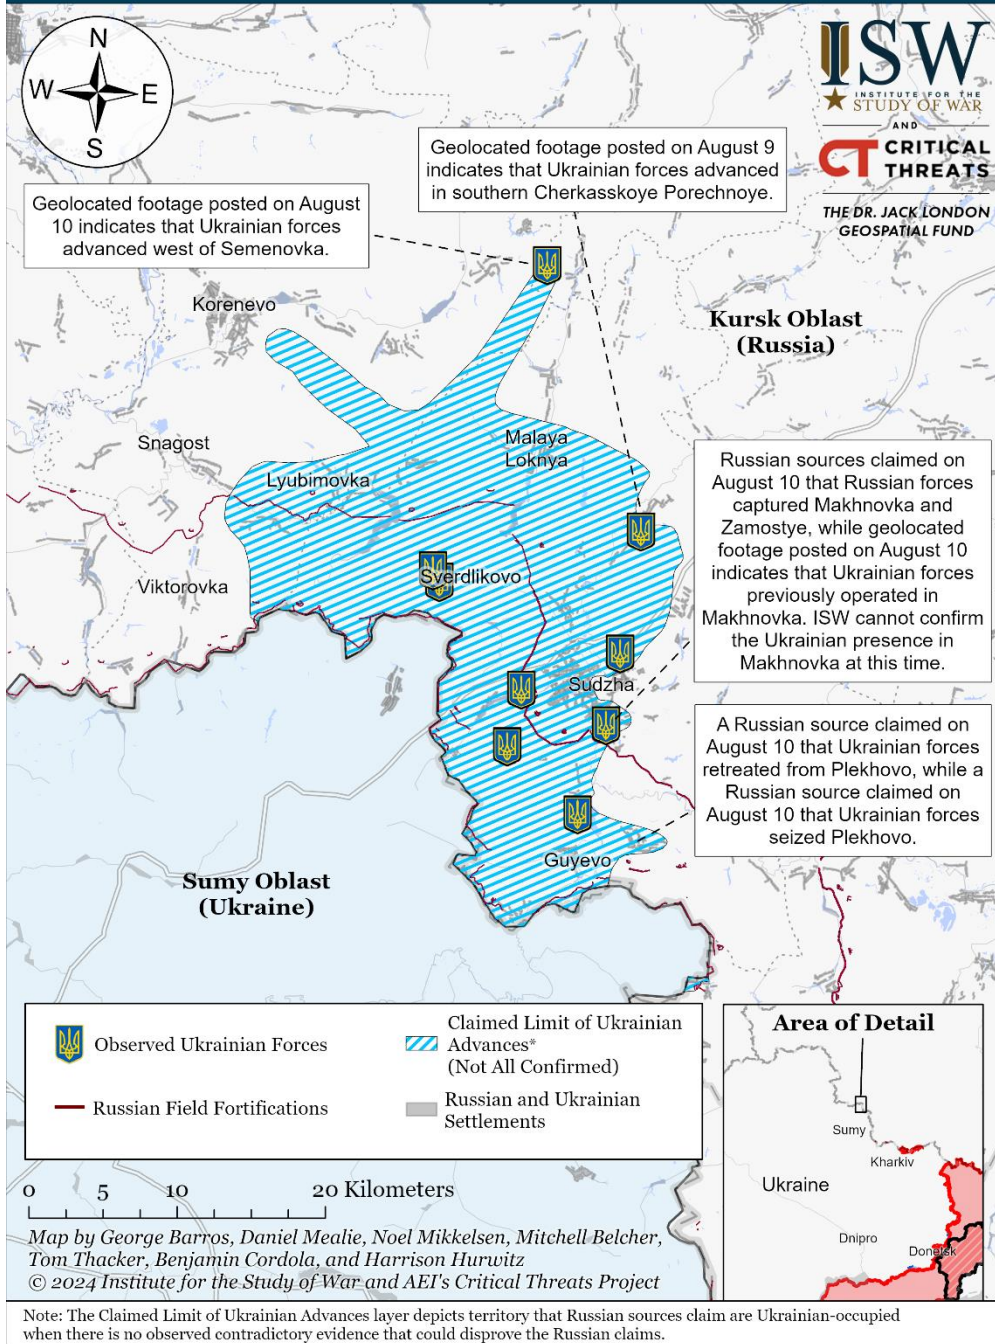 N
W
E
S
ISW
INSTITUTE FOR THE
STUDY OF WAR
AND
CT CRITICAL
THREATS
THE DR. JACK LONDON
GEOSPATIAL FUND
Geolocated footage posted on August 9
indicates that Ukrainian forces advanced
in southern Cherkasskoye Porechnoye.
Geolocated footage posted on August
10 indicates that Ukrainian forces
advanced west of Semenovka.
Korenevo
Kursk Oblast
(Russia)
Snagost
Malaya
Loknya
Lyubimovka
Russian sources claimed on
August 10 that Russian forces
captured Makhnovka and
Zamostye, while geolocated
footage posted on August 10
indicates that Ukrainian forces
previously operated in
Makhnovka. ISW cannot confirm
the Ukrainian presence in
Makhnovka at this time.
Viktorovka
Sverdlikovo
Sudzha
A Russian source claimed on
August 10 that Ukrainian forces
retreated from Plekhovo, while a
Russian source claimed on
August 10 that Ukrainian forces
seized Plekhovo.
Guyevo
Sumy Oblast
(Ukraine)
Observed Ukrainian Forces
Claimed Limit of Ukrainian
Advances*
(Not All Confirmed)
Russian Field Fortifications
Russian and Ukrainian
Settlements
Area of Detail
Sumy
Kharkiv
Ukraine
Dnipro
Donetsk
0 5 10 20 Kilometers
Map by George Barros, Daniel Mealie, Noel Mikkelsen, Mitchell Belcher,
Tom Thacker, Benjamin Cordola, and Harrison Hurwitz
© 2024 Institute for the Study of War and AEI's Critical Threats Project
Note: The Claimed Limit of Ukrainian Advances layer depicts territory that Russian sources claim are Ukrainian-occupied
when there is no observed contradictory evidence that could disprove the Russian claims.